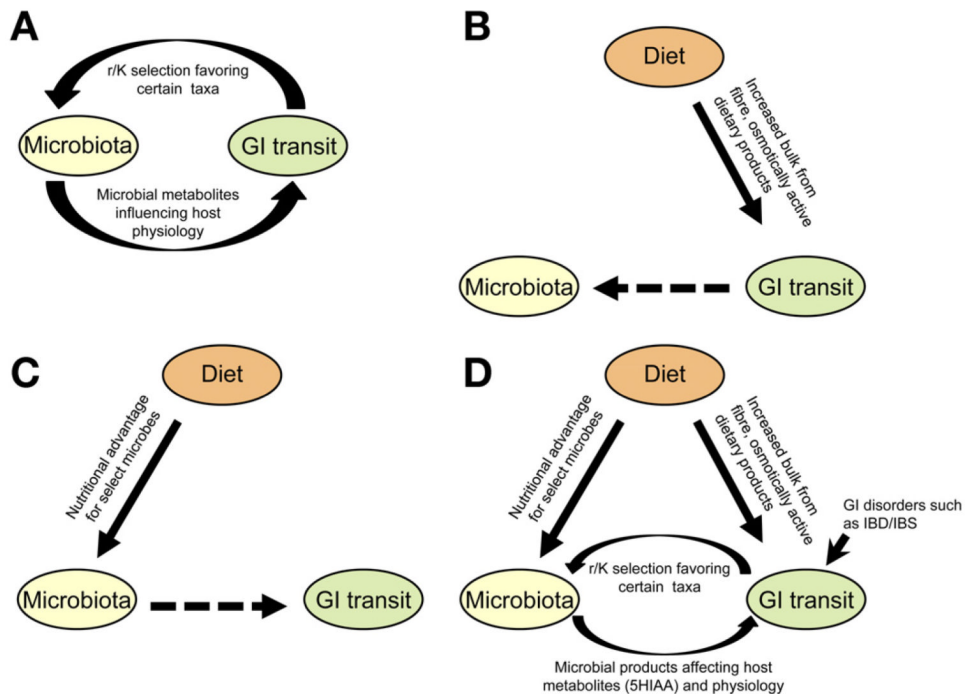 A
r/K selection favoring
certain taxa
Microbiota
GI transit
Microbial metabolites
influencing host
physiology
B
Diet
Increased bulk from
fibre, osmotically active
dietary products
Microbiota
GI transit
C
Diet
Nutritional advantage
for select microbes
Microbiota
GI transit
D
Diet
Nutritional advantage
for select microbes
Increased bulk from
fibre, osmotically active
dietary products
GI disorders such
as IBD/IBS
r/K selection favoring
certain taxa
Microbiota
GI transit
Microbial products affecting host
metabolites (5HIAA) and physiology